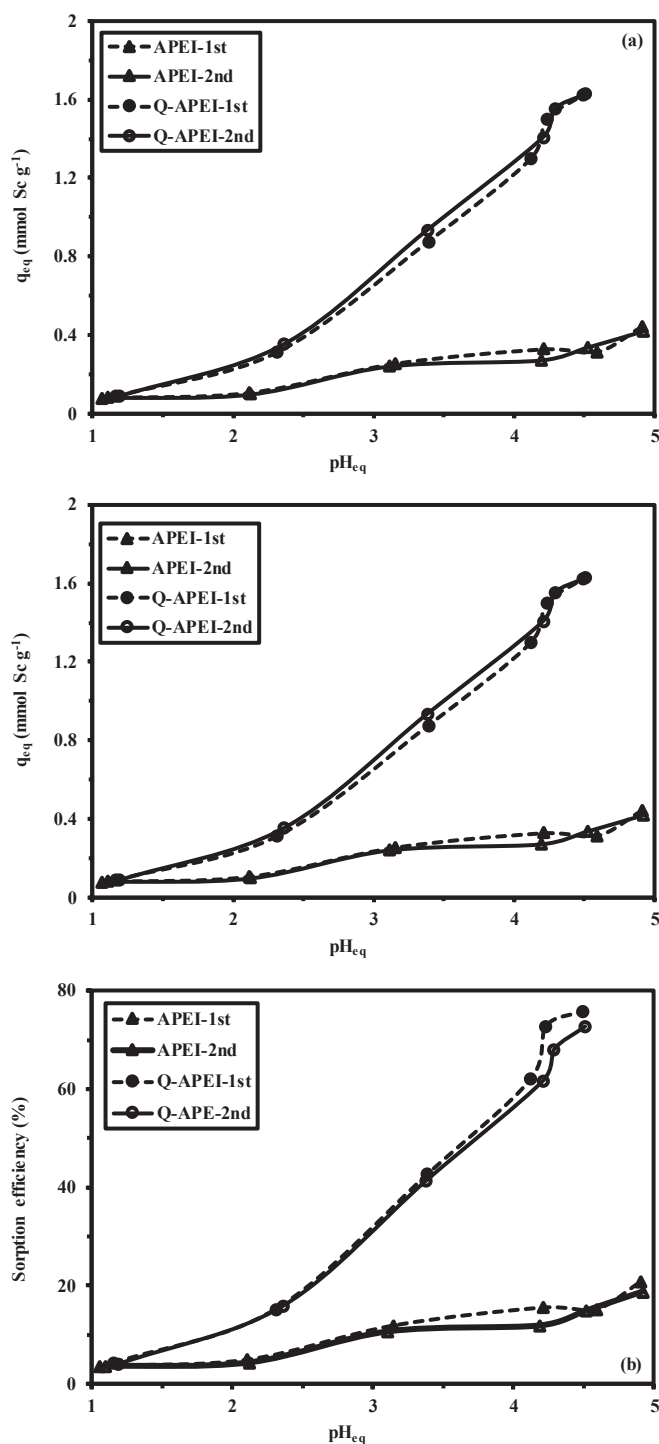 2
(a)
APEI-1st
APEI-2nd
1.6
Q-APEI-1st
Q-APEI-2nd
1.2
qeq (mmol Sc g-1)
0.8
0.4
0
1 2 3 4 5
pHeq
2
APEI-1st
APEI-2nd
1.6
Q-APEI-1st
Q-APEI-2nd
1.2
qeq (mmol Sc g-1)
0.8
0.4
0
1 2 3 4 5
pHeq
80
APEI-1st
APEI-2nd
Q-APEI-1st
60
Q-APE-2nd
Sorption efficiency (%)
40
20
(b)
0
1 2 3 4 5
pHeq